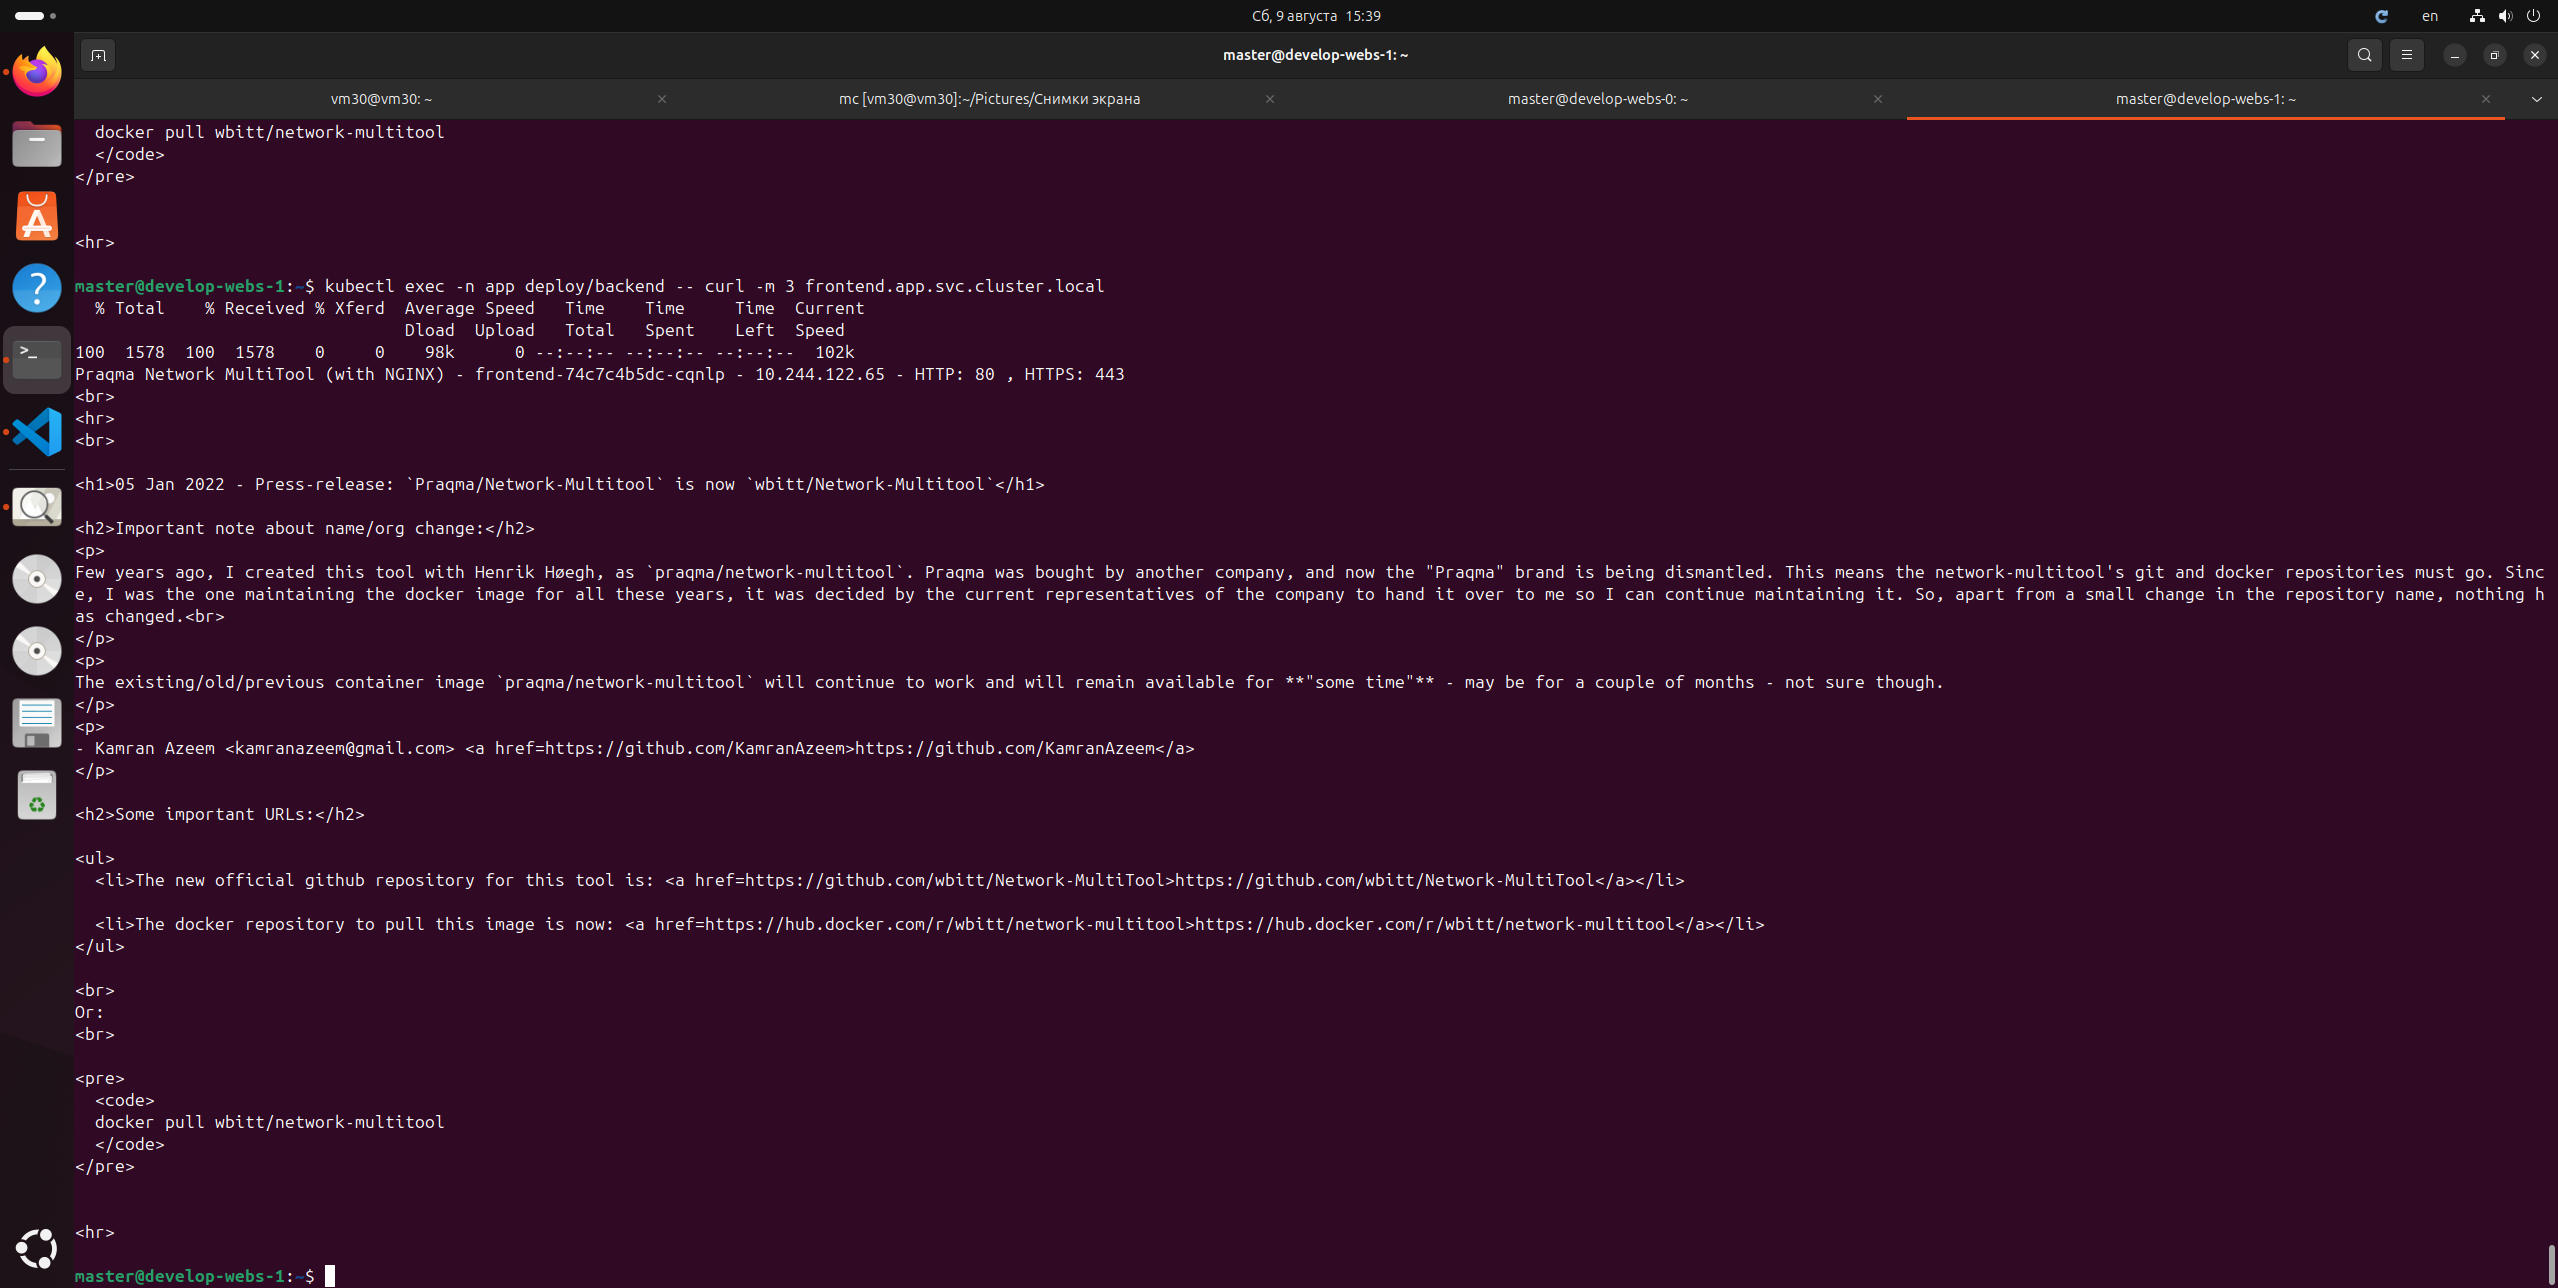 Сб, 9 августа 15:39
en
master@develop-webs-1: ~
vm30@vm30: ~
mc [vm30@vm30]:~/Pictures/Снимки экрана
master@develop-webs-0: ~
master@develop-webs-1: ~
  docker pull wbitt/network-multitool
  </code>
</pre>
<hr>
master@develop-webs-1:~$ kubectl exec -n app deploy/backend -- curl -m 3 frontend.app.svc.cluster.local
  % Total    % Received % Xferd  Average Speed   Time    Time     Time  Current
                                 Dload  Upload   Total   Spent    Left  Speed
100  1578  100  1578    0     0    98k      0 --:--:-- --:--:-- --:--:--  102k
Praqma Network MultiTool (with NGINX) - frontend-74c7c4b5dc-cqnlp - 10.244.122.65 - HTTP: 80 , HTTPS: 443
<br>
<hr>
<br>
<h1>05 Jan 2022 - Press-release: `Praqma/Network-Multitool` is now `wbitt/Network-Multitool`</h1>
<h2>Important note about name/org change:</h2>
<p>
Few years ago, I created this tool with Henrik Høegh, as `praqma/network-multitool`. Praqma was bought by another company, and now the "Praqma" brand is being dismantled. This means the network-multitool's git and docker repositories must go. Sinc
e, I was the one maintaining the docker image for all these years, it was decided by the current representatives of the company to hand it over to me so I can continue maintaining it. So, apart from a small change in the repository name, nothing h
as changed.<br>
</p>
<p>
The existing/old/previous container image `praqma/network-multitool` will continue to work and will remain available for **"some time"** - may be for a couple of months - not sure though.
</p>
<p>
- Kamran Azeem <kamranazeem@gmail.com> <a href=https://github.com/KamranAzeem>https://github.com/KamranAzeem</a>
</p>
<h2>Some important URLs:</h2>
<ul>
  <li>The new official github repository for this tool is: <a href=https://github.com/wbitt/Network-MultiTool>https://github.com/wbitt/Network-MultiTool</a></li>
  <li>The docker repository to pull this image is now: <a href=https://hub.docker.com/r/wbitt/network-multitool>https://hub.docker.com/r/wbitt/network-multitool</a></li>
</ul>
<br>
Or:
<br>
<pre>
  <code>
  docker pull wbitt/network-multitool
  </code>
</pre>
<hr>
master@develop-webs-1:~$